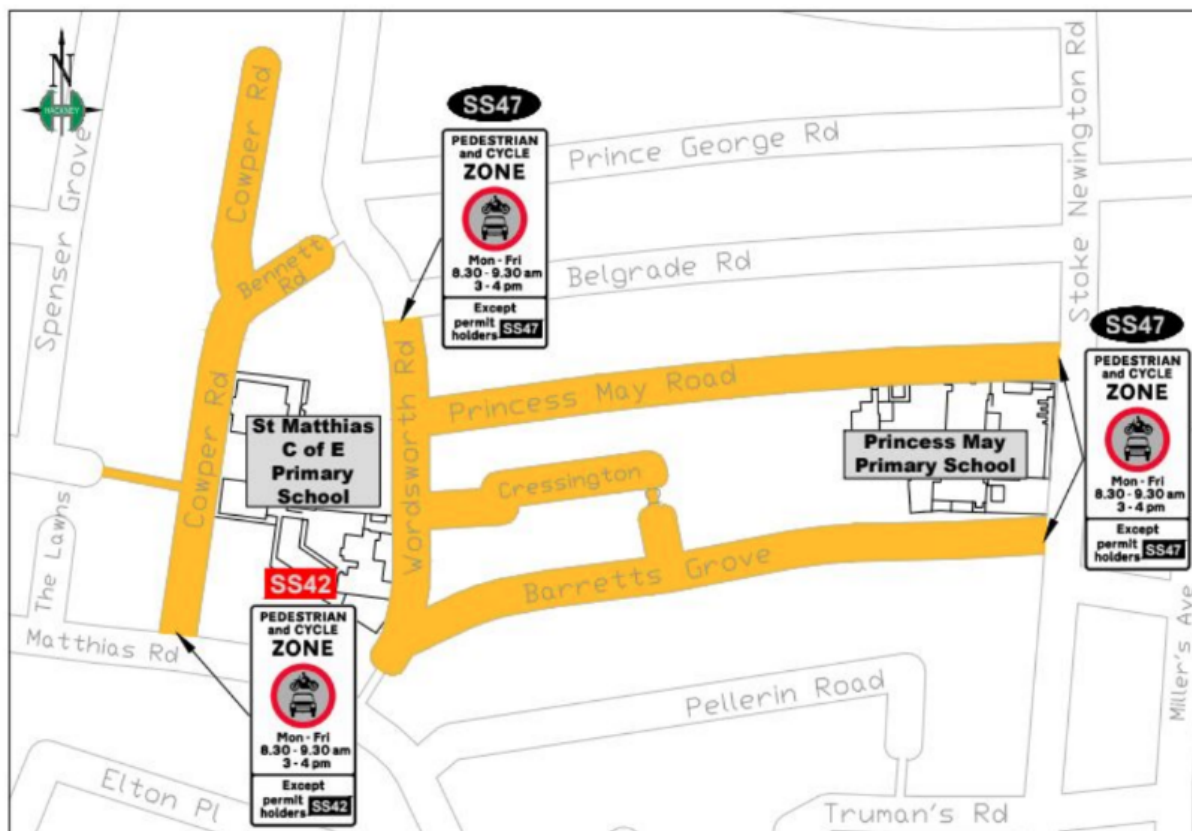 N
HACKNEY
Spenser Grove
Cowper Rd
Bennett
Rd
Cowper Rd
The Lawns
Matthias Rd
Elton Pl
St Matthias
C of E
Primary
School
SS42
PEDESTRIAN
and CYCLE
ZONE
Mon - Fri
8.30 - 9.30 am
3 - 4 pm
Except
permit
holders SS42
SS47
PEDESTRIAN
and CYCLE
ZONE
Mon - Fri
8.30 - 9.30 am
3 - 4 pm
Except
permit
holders SS47
Wordsworth Rd
Prince George Rd
Belgrade Rd
Princess May Road
Cressington
Barretts Grove
Princess May
Primary School
Pellerin Road
Truman's Rd
Stoke Newington Rd
SS47
PEDESTRIAN
and CYCLE
ZONE
Mon - Fri
8.30 - 9.30 am
3 - 4 pm
Except
permit
holders SS47
Miller's Ave